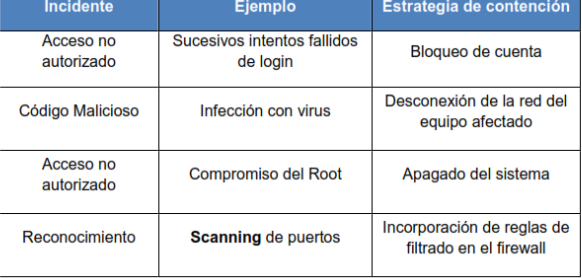 Incidente Ejemplo Estrategia de contención
Acceso no
autorizado
Sucesivos intentos fallidos
de login
Bloqueo de cuenta
Código Malicioso
Infección con virus
Desconexión de la red del
equipo afectado
Acceso no
autorizado
Compromiso del Root
Apagado del sistema
Reconocimiento
Scanning de puertos
Incorporación de reglas de
filtrado en el firewall